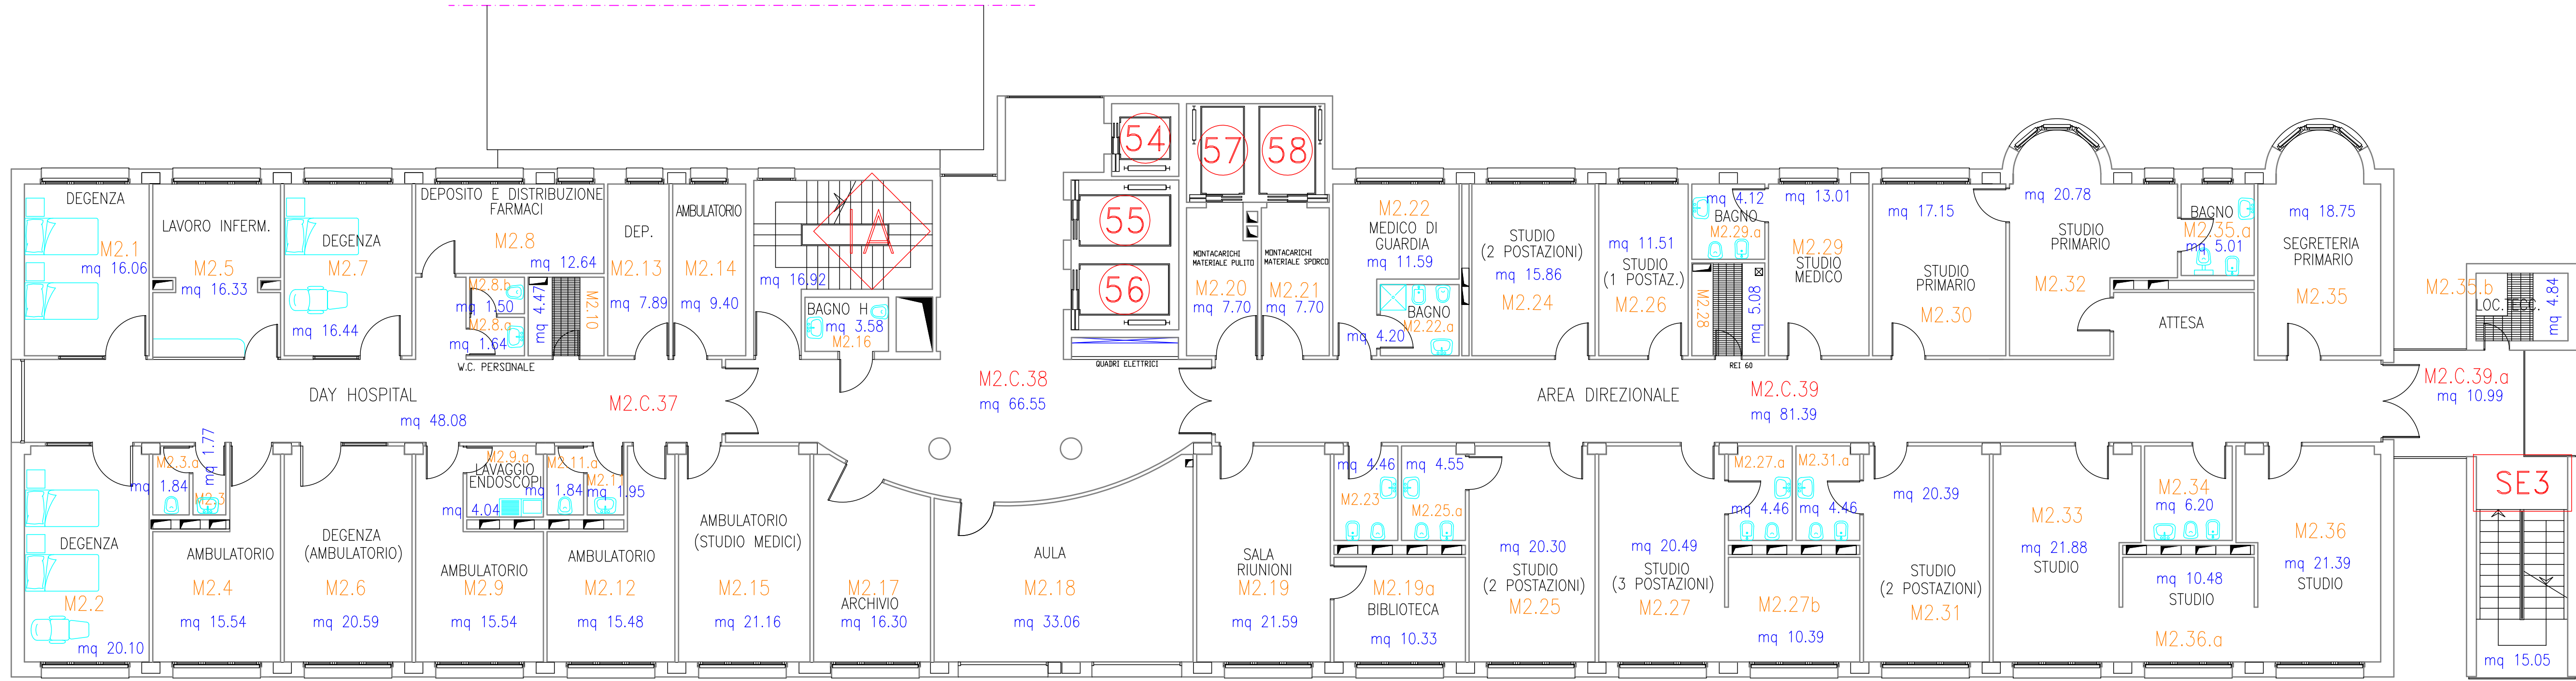 54
57
58
55
56
IA
DEGENZA
M2.1
mq 16.06
LAVORO INFERM.
M2.5
mq 16.33
DEGENZA
M2.7
mq 16.44
DEPOSITO E DISTRIBUZIONE
FARMACI
M2.8
mq 12.64
M2.8.b
mq 1.50
M2.8.a
mq 1.64
W.C. PERSONALE
mq 4.47
M2.10
DEP.
M2.13
mq 7.89
AMBULATORIO
M2.14
mq 9.40
mq 16.92
BAGNO H
mq 3.58
M2.16
QUADRI ELETTRICI
MONTACARICHI
MATERIALE PULITO
M2.20
mq 7.70
MONTACARICHI
MATERIALE SPORCO
M2.21
mq 7.70
M2.22
MEDICO DI
GUARDIA
mq 11.59
BAGNO
M2.22.a
mq 4.20
STUDIO
(2 POSTAZIONI)
mq 15.86
M2.24
mq 11.51
STUDIO
(1 POSTAZ.)
M2.26
mq 4.12
BAGNO
M2.29.a
M2.28
mq 5.08
REI 60
mq 13.01
M2.29
STUDIO
MEDICO
mq 17.15
STUDIO
PRIMARIO
M2.30
mq 20.78
STUDIO
PRIMARIO
M2.32
BAGNO
M2.35.a
mq 5.01
ATTESA
mq 18.75
SEGRETERIA
PRIMARIO
M2.35
M2.35.b
LOC.TECC.
mq 4.84
DAY HOSPITAL
mq 48.08
M2.C.37
M2.C.38
mq 66.55
AREA DIREZIONALE
M2.C.39
mq 81.39
M2.C.39.a
mq 10.99
DEGENZA
M2.2
mq 20.10
M2.3.a
mq 1.84
mq 1.77
M2.3
AMBULATORIO
M2.4
mq 15.54
DEGENZA
(AMBULATORIO)
M2.6
mq 20.59
M2.9.a
LAVAGGIO
ENDOSCOPI
mq 4.04
AMBULATORIO
M2.9
mq 15.54
M2.11.a
mq 1.84
M2.11
mq 1.95
AMBULATORIO
M2.12
mq 15.48
AMBULATORIO
(STUDIO MEDICI)
M2.15
mq 21.16
M2.17
ARCHIVIO
mq 16.30
AULA
M2.18
mq 33.06
SALA
RIUNIONI
M2.19
mq 21.59
mq 4.46
M2.23
mq 4.55
M2.25.a
M2.19a
BIBLIOTECA
mq 10.33
mq 20.30
STUDIO
(2 POSTAZIONI)
M2.25
mq 20.49
STUDIO
(3 POSTAZIONI)
M2.27
M2.27.a
mq 4.46
M2.31.a
mq 4.46
M2.27b
mq 10.39
mq 20.39
STUDIO
(2 POSTAZIONI)
M2.31
M2.33
mq 21.88
STUDIO
M2.34
mq 6.20
mq 10.48
STUDIO
M2.36.a
M2.36
mq 21.39
STUDIO
SE3
mq 15.05